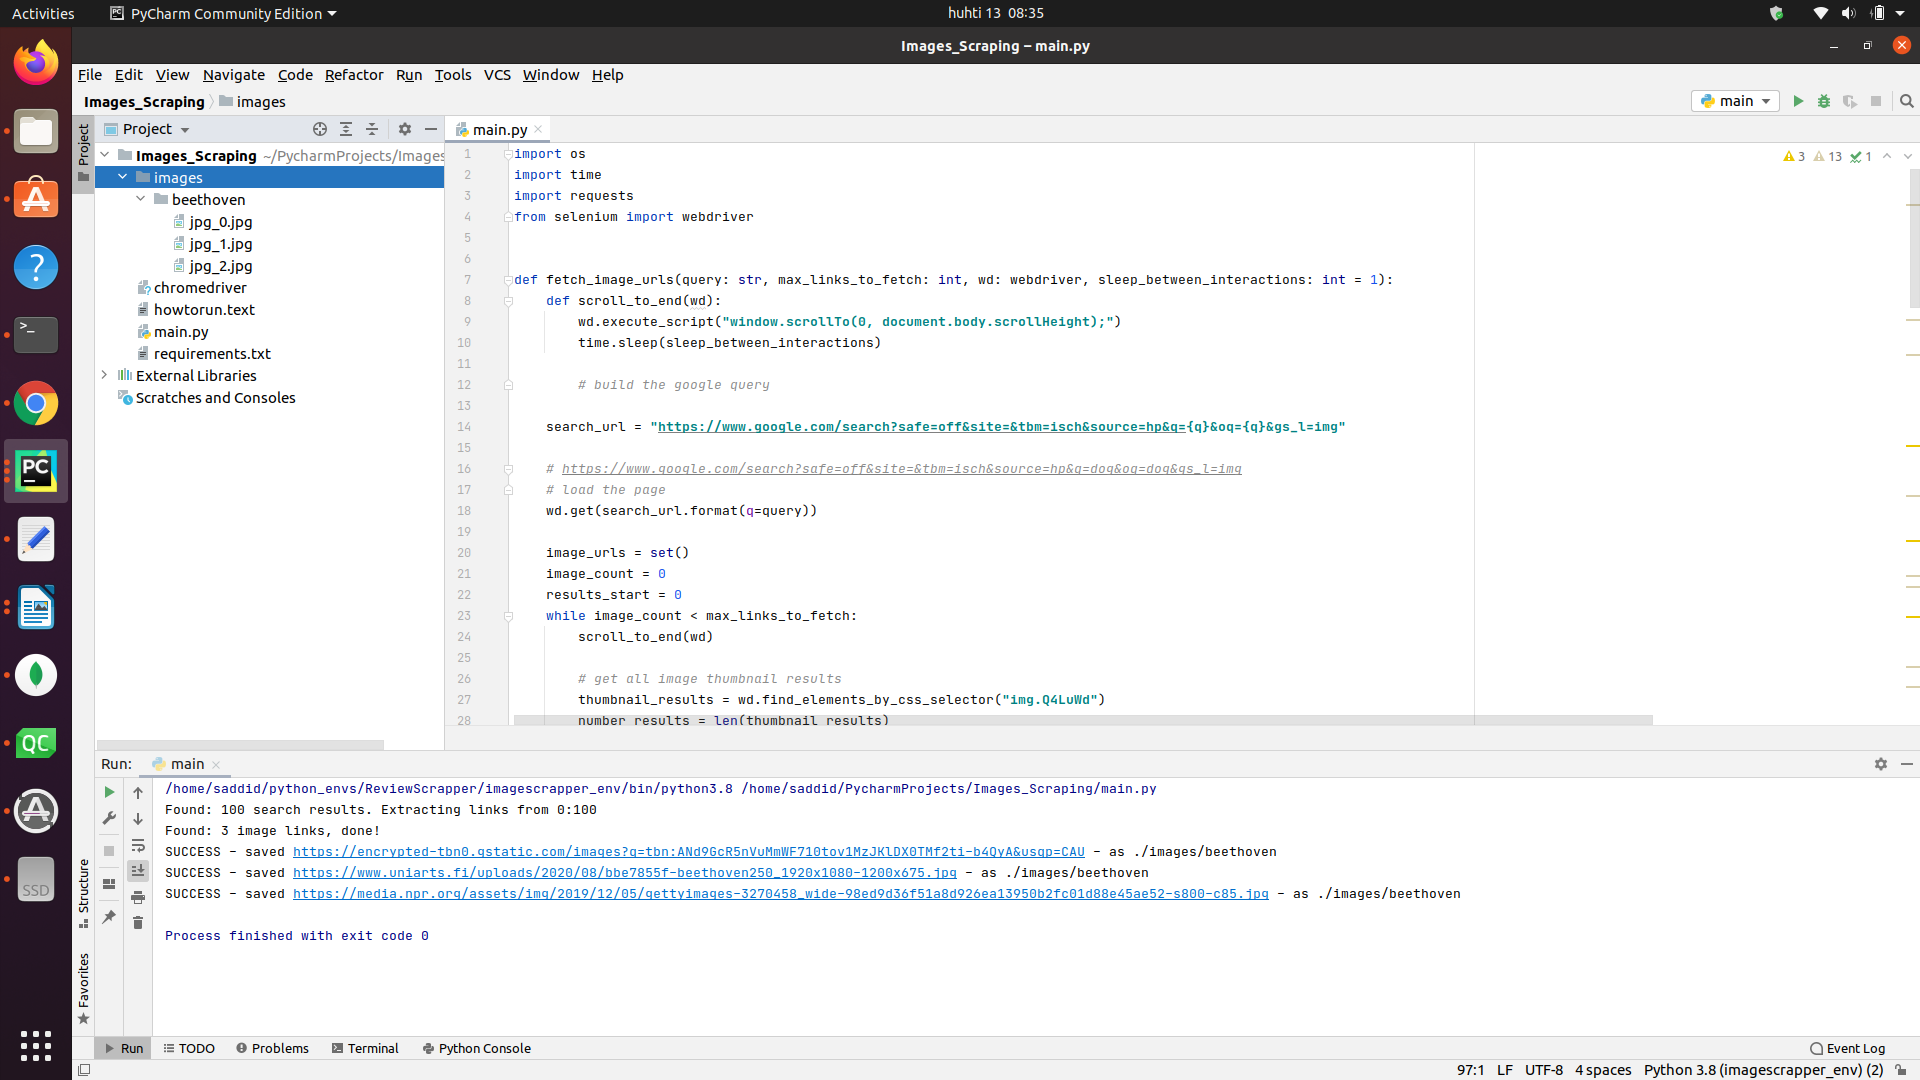 Activities
PyCharm Community Edition
huhti 13 08:35
Images_Scraping – main.py
File Edit View Navigate Code Refactor Run Tools VCS Window Help
Images_Scraping images
main
Project
Project
main.py
Images_Scraping ~/PycharmProjects/Images
images
beethoven
jpg_0.jpg
jpg_1.jpg
jpg_2.jpg
chromedriver
howtorun.text
main.py
requirements.txt
External Libraries
Scratches and Consoles
3 13 1
1 import os
2 import time
3 import requests
4 from selenium import webdriver
5
6
7 def fetch_image_urls(query: str, max_links_to_fetch: int, wd: webdriver, sleep_between_interactions: int = 1):
8 def scroll_to_end(wd):
9 wd.execute_script("window.scrollTo(0, document.body.scrollHeight);")
10 time.sleep(sleep_between_interactions)
11
12 # build the google query
13
14 search_url = "https://www.google.com/search?safe=off&site=&tbm=isch&source=hp&q={q}&oq={q}&gs_l=img"
15
16 # https://www.google.com/search?safe=off&site=&tbm=isch&source=hp&q=dog&oq=dog&gs_l=img
17 # load the page
18 wd.get(search_url.format(q=query))
19
20 image_urls = set()
21 image_count = 0
22 results_start = 0
23 while image_count < max_links_to_fetch:
24 scroll_to_end(wd)
25
26 # get all image thumbnail results
27 thumbnail_results = wd.find_elements_by_css_selector("img.Q4LuWd")
28 number_results = len(thumbnail_results)
Run: main
/home/saddid/python_envs/ReviewScrapper/imagescrapper_env/bin/python3.8 /home/saddid/PycharmProjects/Images_Scraping/main.py
Found: 100 search results. Extracting links from 0:100
Found: 3 image links, done!
SUCCESS - saved https://encrypted-tbn0.gstatic.com/images?q=tbn:ANd9GcR5nVuMmWF710tov1MzJKlDX0TMf2ti-b4QyA&usqp=CAU - as ./images/beethoven
SUCCESS - saved https://www.uniarts.fi/uploads/2020/08/bbe7855f-beethoven250_1920x1080-1200x675.jpg - as ./images/beethoven
SUCCESS - saved https://media.npr.org/assets/img/2019/12/05/gettyimages-3270458_wide-98ed9d36f51a8d926ea13950b2fc01d88e45ae52-s800-c85.jpg - as ./images/beethoven
Process finished with exit code 0
Structure
Favorites
Run TODO Problems Terminal Python Console
Event Log
97:1 LF UTF-8 4 spaces Python 3.8 (imagescrapper_env) (2)
PC
QC
SSD